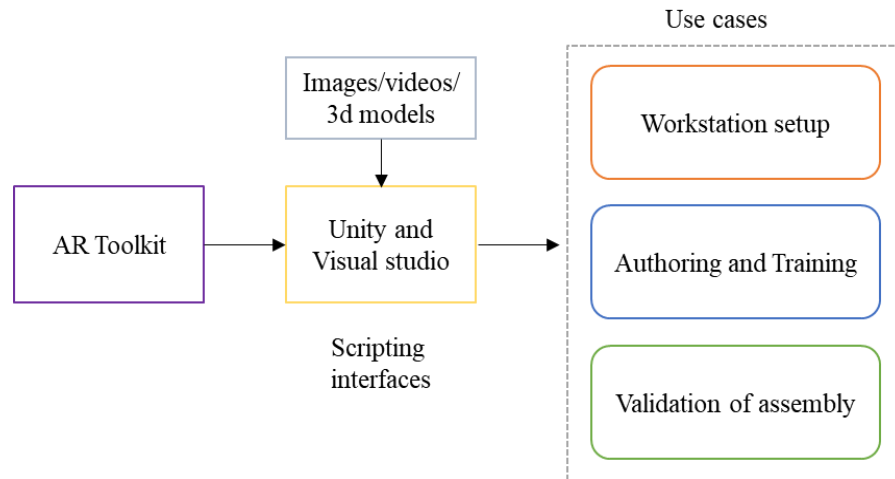 Use cases
Images/videos/
3d models
Workstation setup
AR Toolkit
Unity and
Visual studio
Authoring and Training
Scripting
interfaces
Validation of assembly